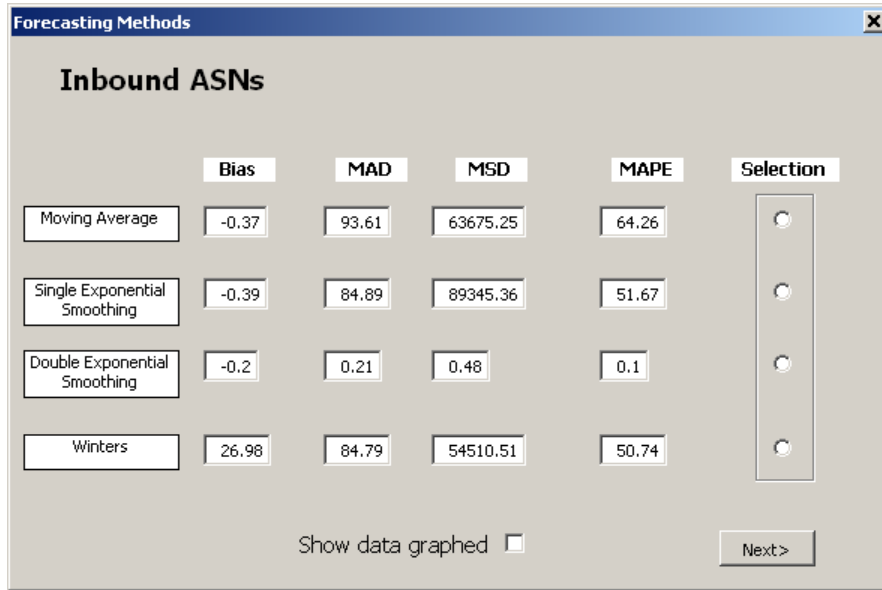 Forecasting Methods
Inbound ASNs
Bias MAD MSD MAPE Selection
Moving Average -0.37 93.61 63675.25 64.26
Single Exponential
Smoothing -0.39 84.89 89345.36 51.67
Double Exponential
Smoothing -0.2 0.21 0.48 0.1
Winters 26.98 84.79 54510.51 50.74
Show data graphed
Next>